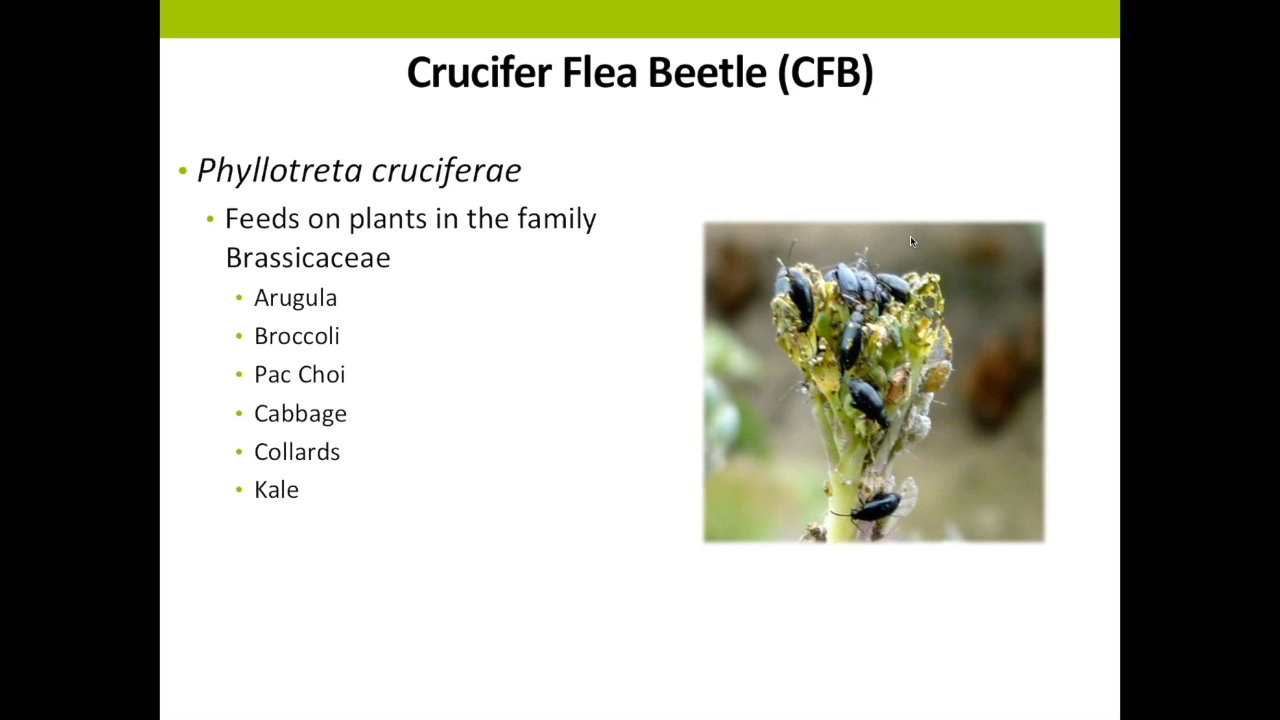 Crucifer Flea Beetle (CFB)
Phyllotreta cruciferae
Feeds on plants in the family
Brassicaceae
Arugula
Broccoli
Pac Choi
Cabbage
Collards
Kale